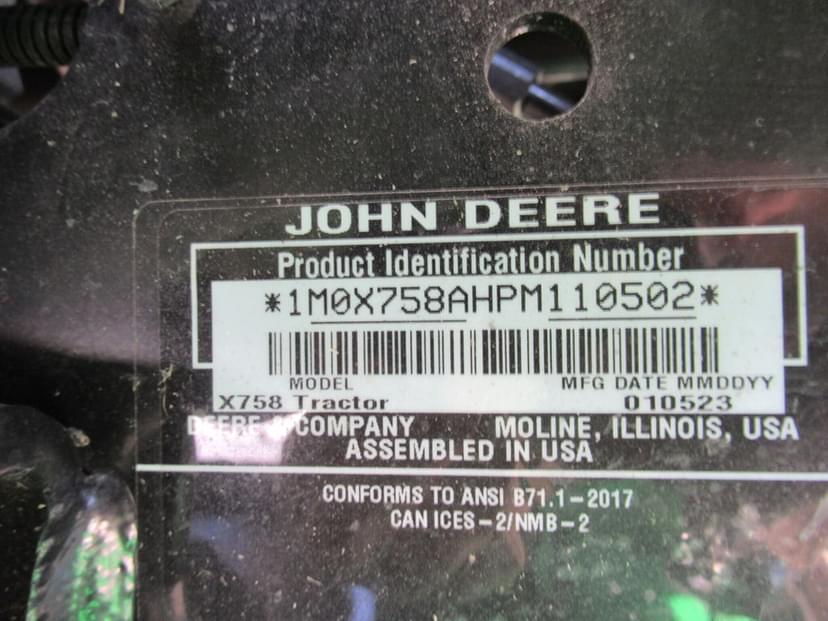 JOHN DEERE
Product Identification Number
*1M0X758AHPM110502*
MODEL MFG DATE MMDDYY
X758 Tractor 010523
DEERE & COMPANY MOLINE, ILLINOIS, USA
ASSEMBLED IN USA
CONFORMS TO ANSI B71.1-2017
CAN ICES-2/NMB-2